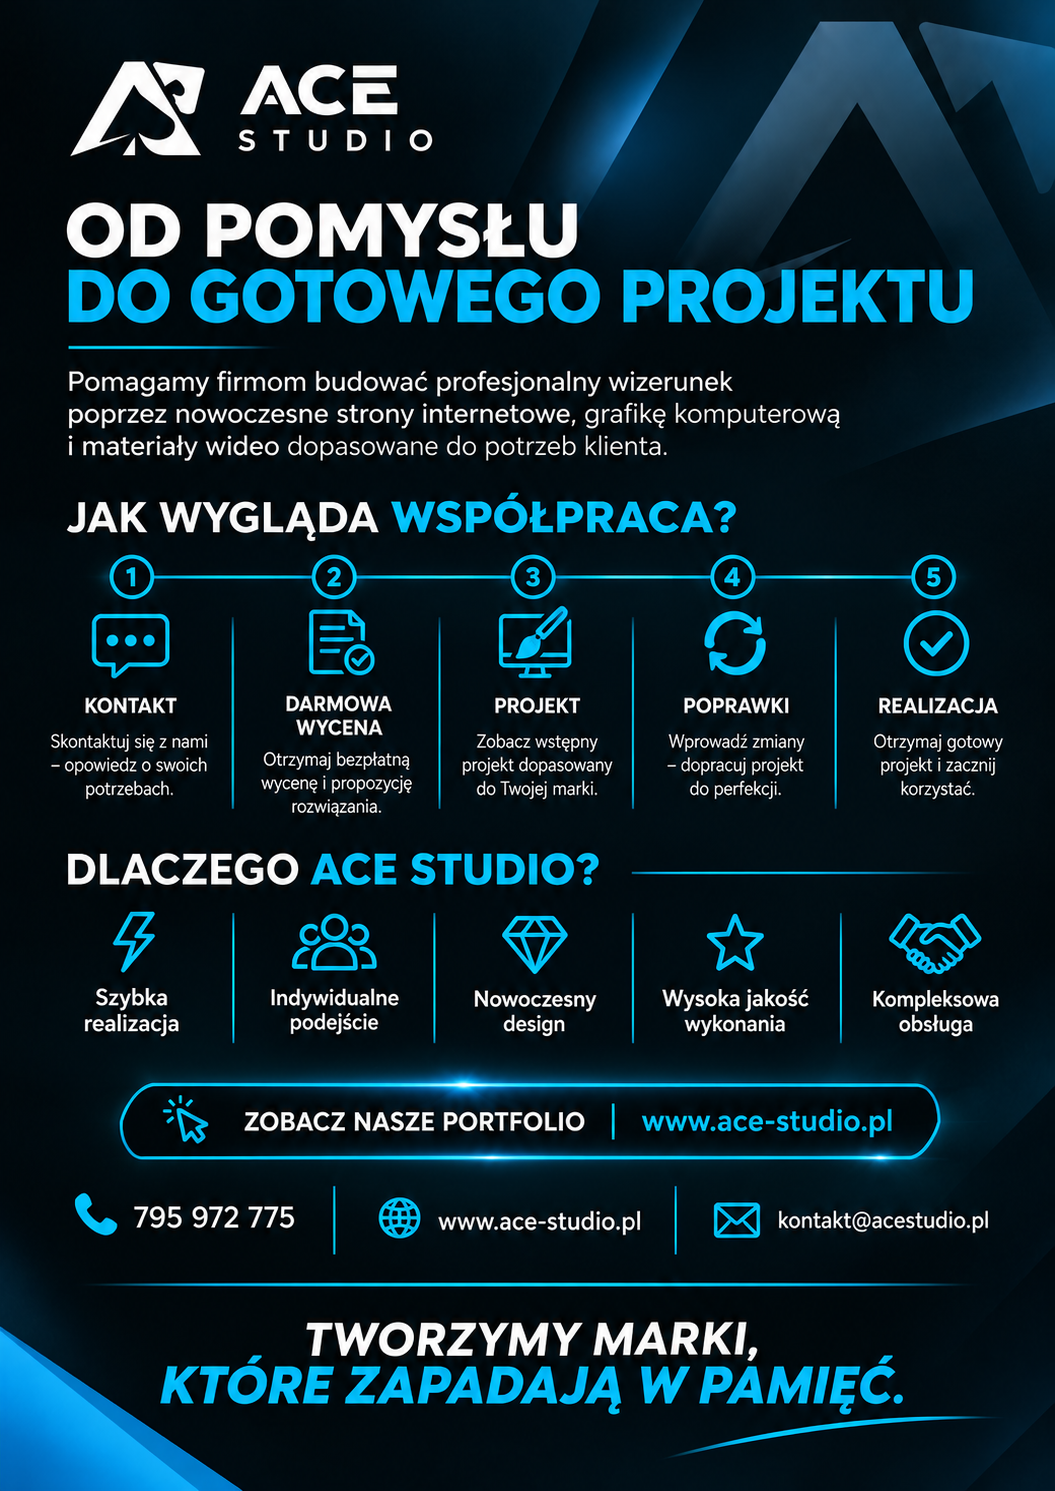 ACE
STUDIO
OD POMYSŁU
DO GOTOWEGO PROJEKTU
Pomagamy firmom budować profesjonalny wizerunek
poprzez nowoczesne strony internetowe, grafikę komputerową
i materiały wideo dopasowane do potrzeb klienta.
JAK WYGLĄDA WSPÓŁPRACA?
1
2
3
4
5
KONTAKT
Skontaktuj się z nami
– opowiedz o swoich
potrzebach.
DARMOWA
WYCENA
Otrzymaj bezpłatną
wycenę i propozycję
rozwiązania.
PROJEKT
Zobacz wstępny
projekt dopasowany
do Twojej marki.
POPRAWKI
Wprowadź zmiany
– dopracuj projekt
do perfekcji.
REALIZACJA
Otrzymaj gotowy
projekt i zacznij
korzystać.
DLACZEGO ACE STUDIO?
Szybka
realizacja
Indywidualne
podejście
Nowoczesny
design
Wysoka jakość
wykonania
Kompleksowa
obsługa
ZOBACZ NASZE PORTFOLIO | www.ace-studio.pl
795 972 775
www.ace-studio.pl
kontakt@acestudio.pl
TWORZYMY MARKI,
KTÓRE ZAPADAJĄ W PAMIĘĆ.